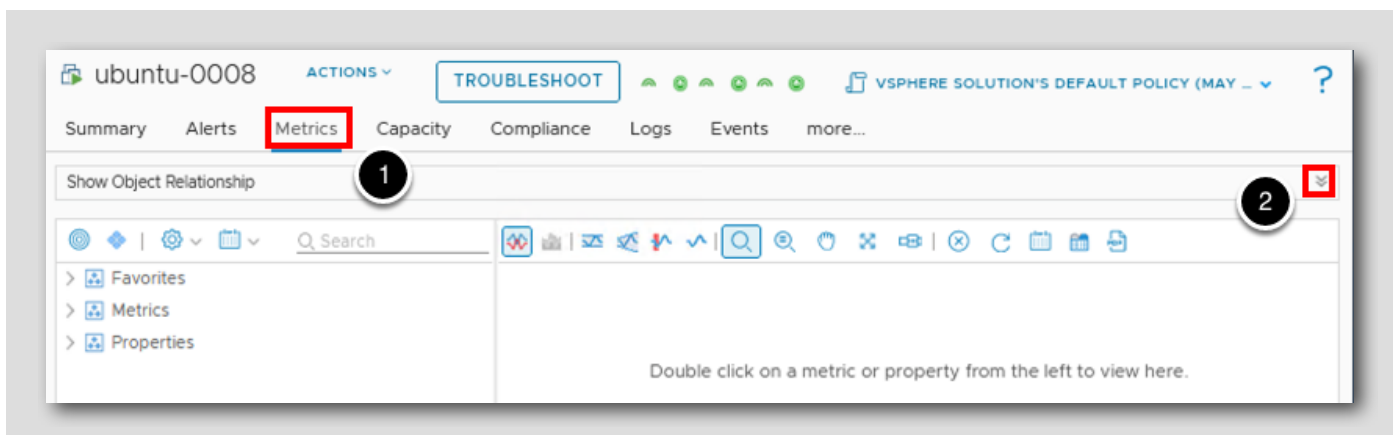 ubuntu-0008 ACTIONS TROUBLESHOOT VSPHERE SOLUTION'S DEFAULT POLICY (MAY ... ?
Summary Alerts Metrics Capacity Compliance Logs Events more...
1
Show Object Relationship
2
Search
Favorites
Metrics
Properties
Double click on a metric or property from the left to view here.